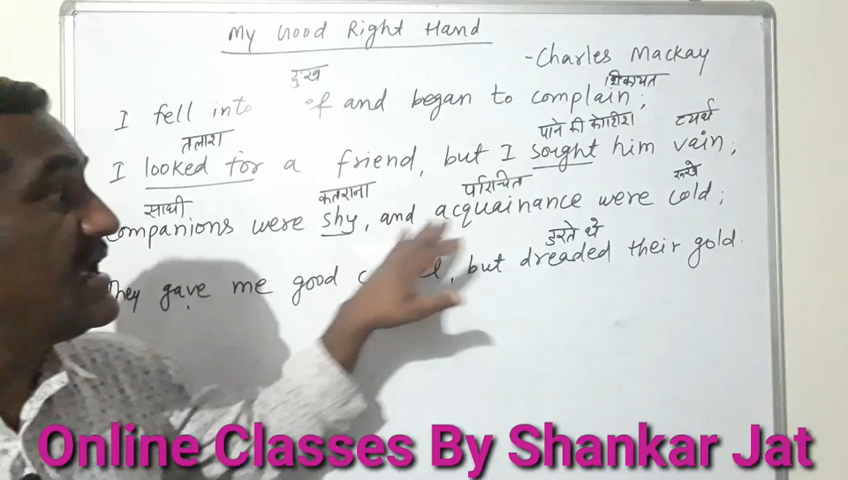 My Good Right Hand
-Charles Mackay
दुःख शिकायत
I fell into ef and began to complain;
तलाश पाने की कोशिश व्यर्थ
I looked for a friend, but I sought him vain;
साथी कतराना परिचित रूखे
companions were shy, and acquainance were cold;
डरते थे
They gave me good c l, but dreaded their gold.
Online Classes By Shankar Jat